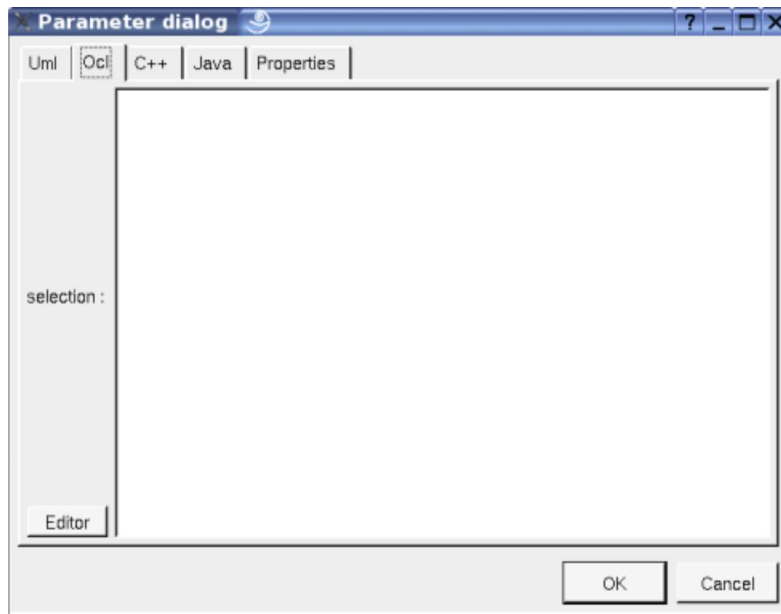 Parameter dialog
Uml Ocl C++ Java Properties
selection :
Editor
OK Cancel